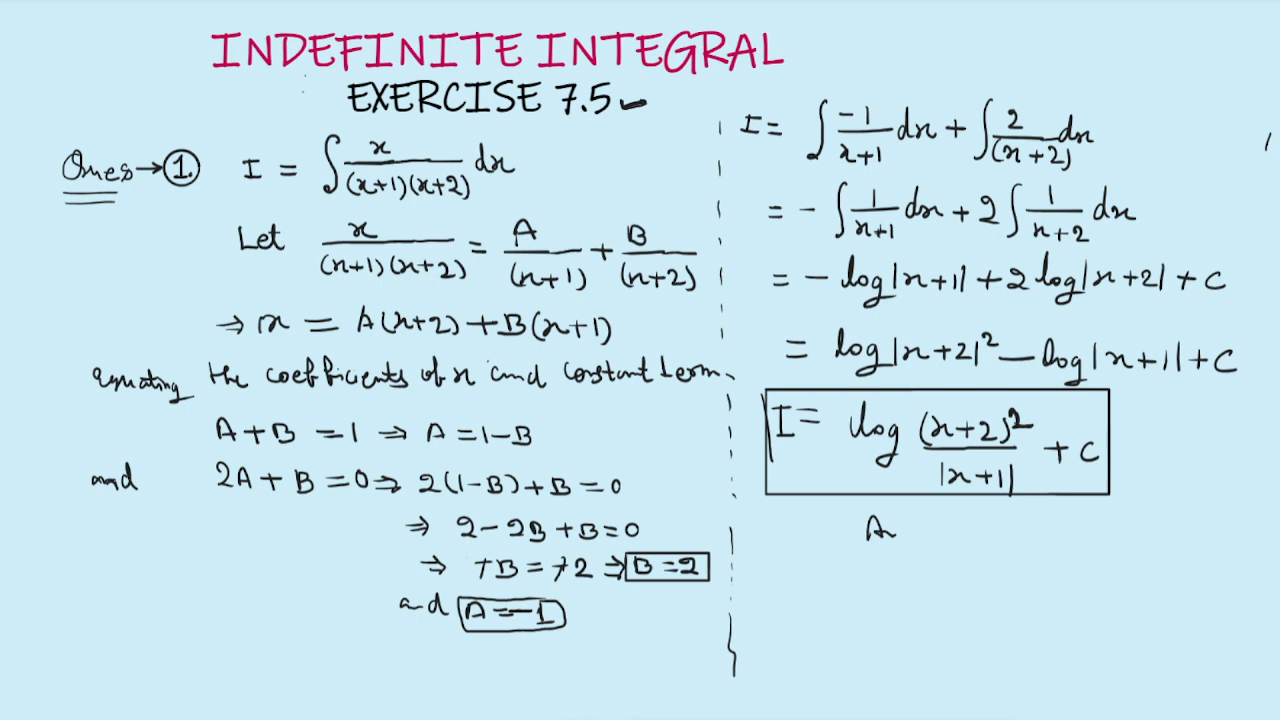 INDEFINITE INTEGRAL
EXERCISE 7.5
Ques → 1. I = ∫ x/((x+1)(x+2)) dx
Let x/((x+1)(x+2)) = A/(x+1) + B/(x+2)
⇒ x = A(x+2) + B(x+1)
equating the coefficients of x and constant term
A + B = 1 ⇒ A = 1-B
and 2A + B = 0 ⇒ 2(1-B) + B = 0
⇒ 2 - 2B + B = 0
⇒ +B = +2 ⇒ B = 2
and A = -1
I = ∫ -1/(x+1) dx + ∫ 2/(x+2) dx
= - ∫ 1/(x+1) dx + 2 ∫ 1/(x+2) dx
= - log|x+1| + 2 log|x+2| + C
= log|x+2|² - log|x+1| + C
I = log (x+2)²/|x+1| + C